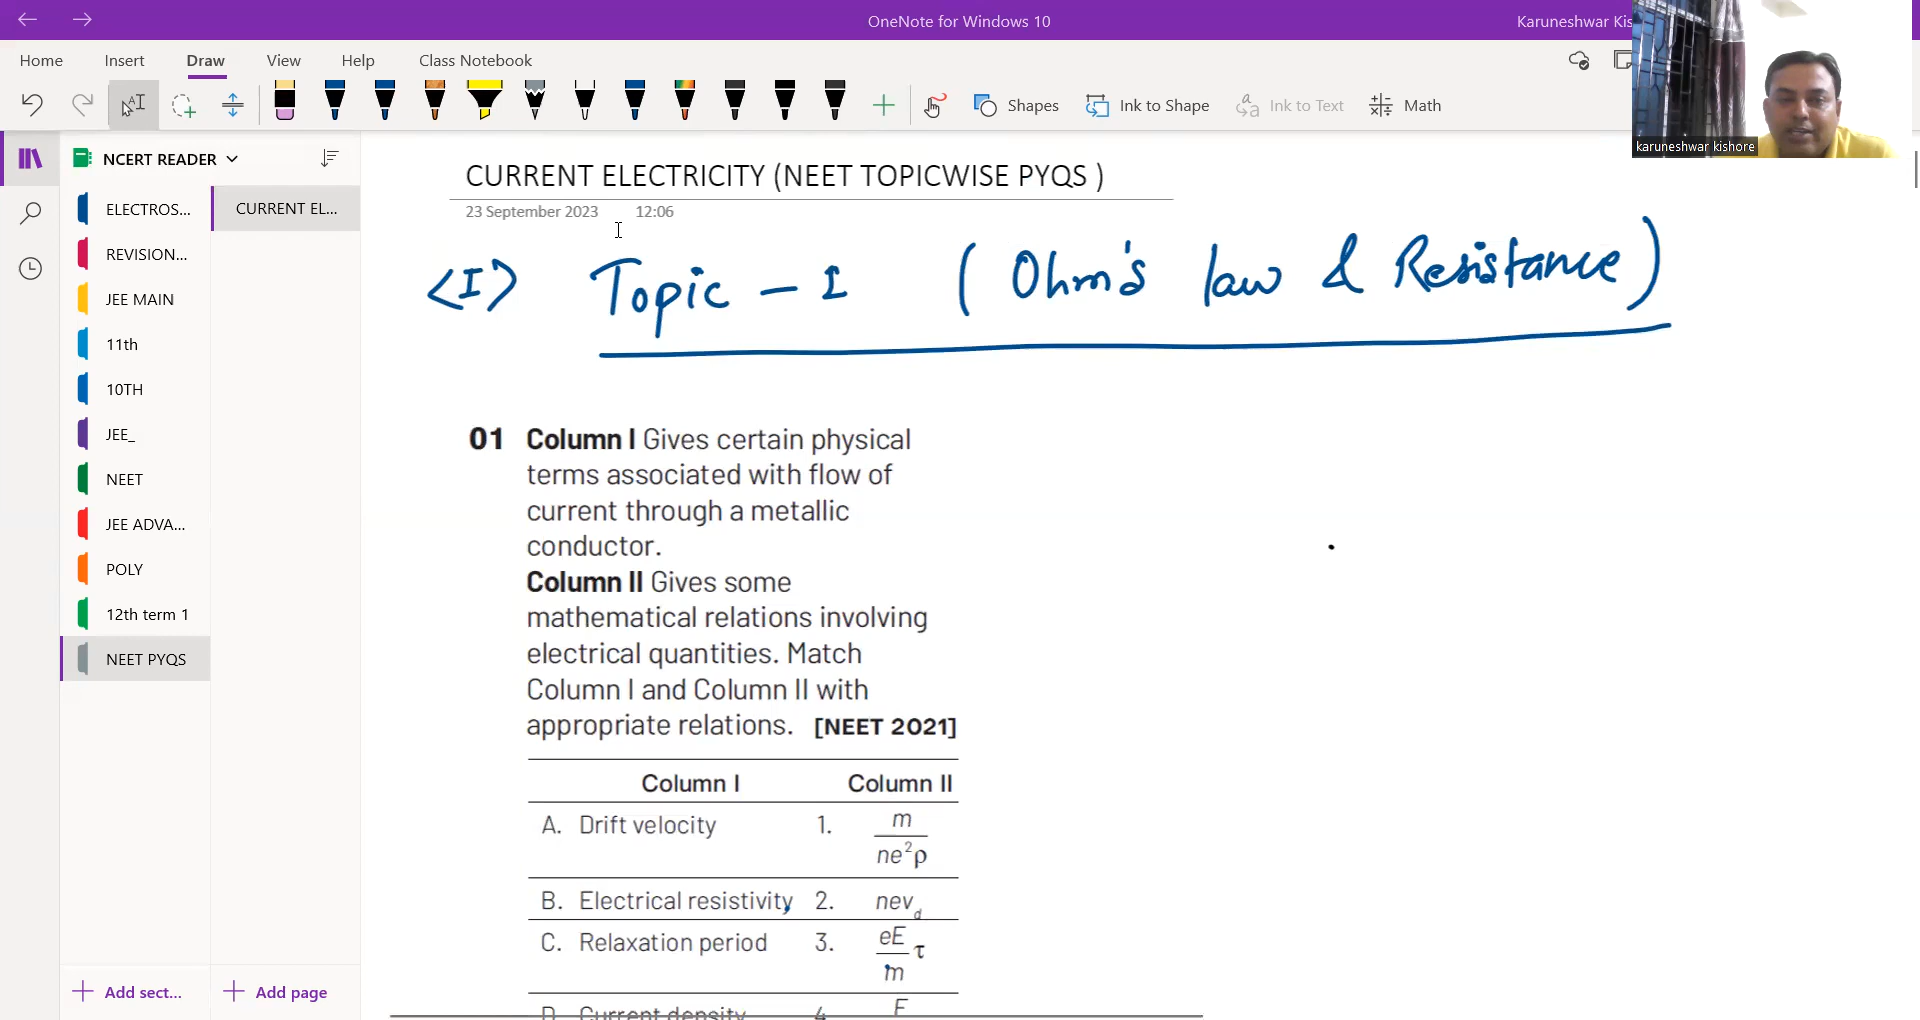 OneNote for Windows 10
Karuneshwar Kis
Home Insert Draw View Help Class Notebook
Shapes Ink to Shape Ink to Text Math
karuneshwar kishore
NCERT READER
ELECTROS...
REVISION...
JEE MAIN
11th
10TH
JEE_
NEET
JEE ADVA...
POLY
12th term 1
NEET PYQS
Add sect...
CURRENT EL...
Add page
CURRENT ELECTRICITY (NEET TOPICWISE PYQS )
23 September 2023 12:06
<I> Topic - I ( Ohm's law & Resistance )
01 Column I Gives certain physical
terms associated with flow of
current through a metallic
conductor.
Column II Gives some
mathematical relations involving
electrical quantities. Match
Column I and Column II with
appropriate relations. [NEET 2021]
Column I Column II
A. Drift velocity 1. m/ne²ρ
B. Electrical resistivity 2. nev_d
C. Relaxation period 3. eE/m τ
D. Current density 4. E